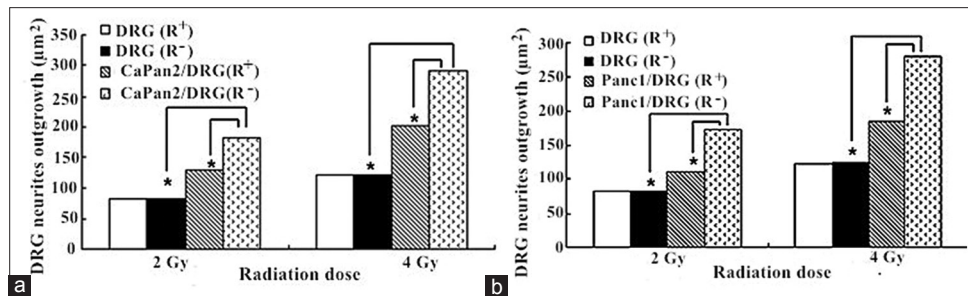 DRG neurites outgrowth (µm²)
350
300
250
200
150
100
50
0
DRG (R⁺)
DRG (R⁻)
CaPan2/DRG(R⁺)
CaPan2/DRG(R⁻)
*
*
*
*
2 Gy
4 Gy
Radiation dose
a
DRG neurites outgrowth (µm²)
300
250
200
150
100
50
0
DRG (R⁺)
DRG (R⁻)
Panc1/DRG (R⁺)
Panc1/DRG (R⁻)
*
*
*
*
2 Gy
4 Gy
Radiation dose
b